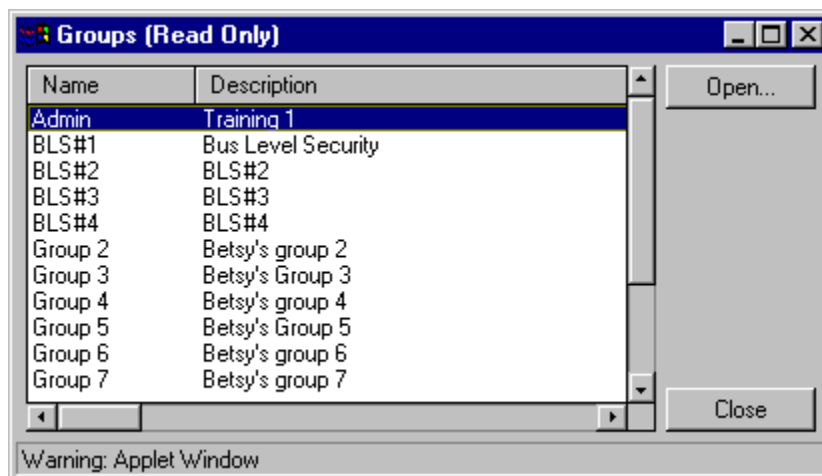 Groups (Read Only)
Name Description
Open...
Admin Training 1
BLS#1 Bus Level Security
BLS#2 BLS#2
BLS#3 BLS#3
BLS#4 BLS#4
Group 2 Betsy's group 2
Group 3 Betsy's Group 3
Group 4 Betsy's group 4
Group 5 Betsy's Group 5
Group 6 Betsy's group 6
Group 7 Betsy's group 7
Close
Warning: Applet Window